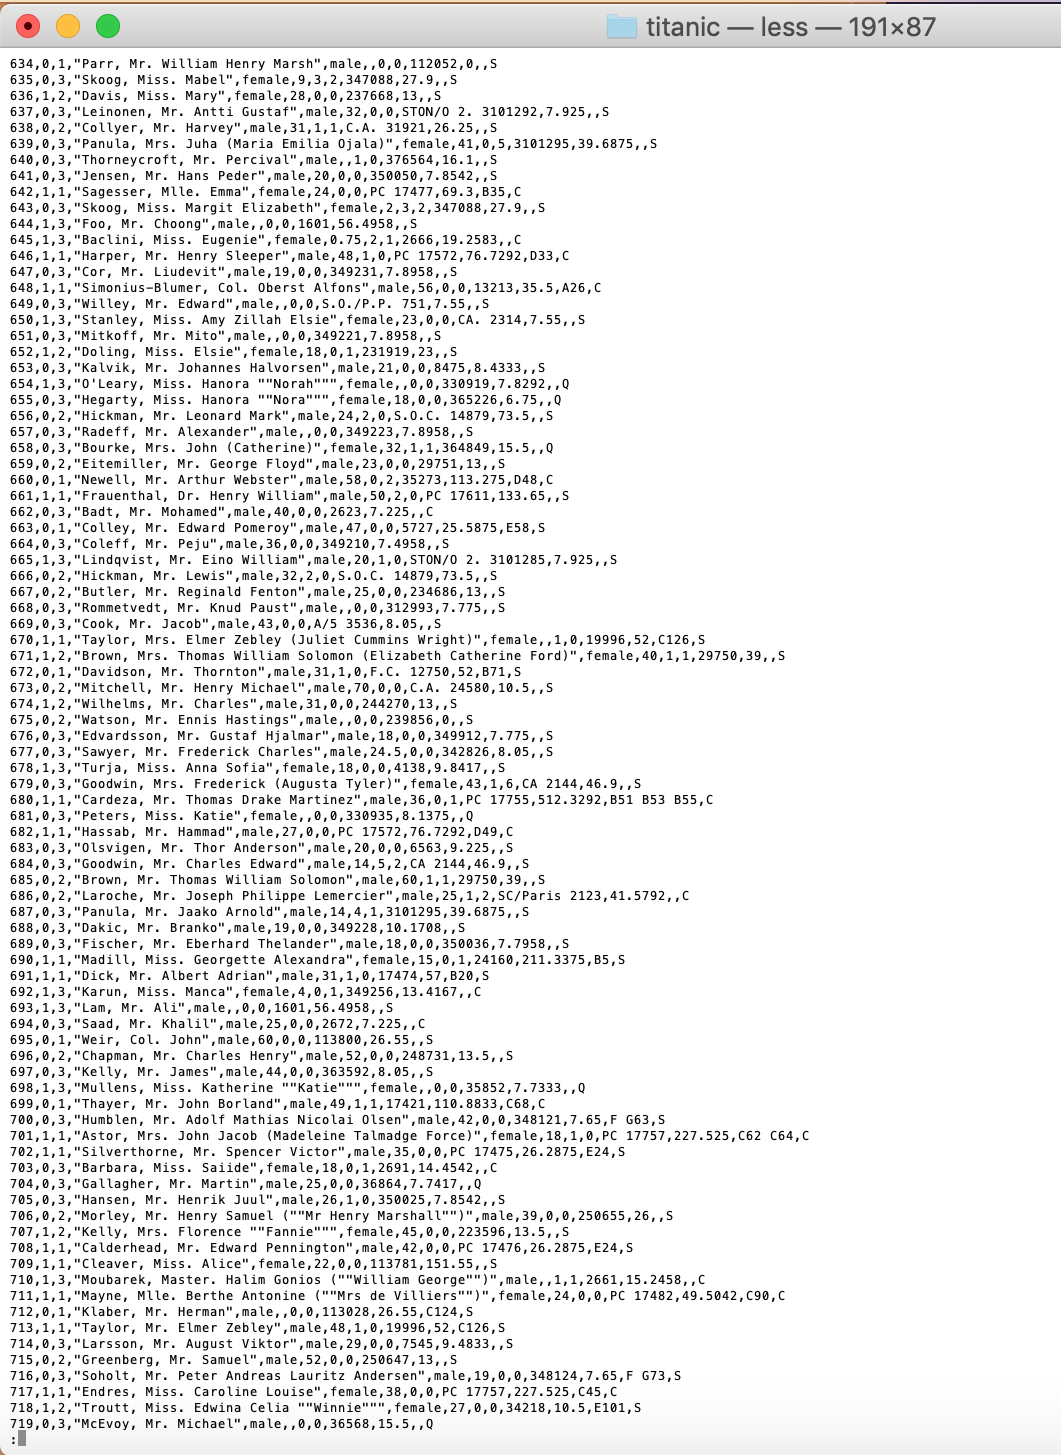 titanic — less — 191×87
634,0,1,"Parr, Mr. William Henry Marsh",male,,0,0,112052,0,,S
635,0,3,"Skoog, Miss. Mabel",female,9,3,2,347088,27.9,,S
636,1,2,"Davis, Miss. Mary",female,28,0,0,237668,13,,S
637,0,3,"Leinonen, Mr. Antti Gustaf",male,32,0,0,STON/O 2. 3101292,7.925,,S
638,0,2,"Collyer, Mr. Harvey",male,31,1,1,C.A. 31921,26.25,,S
639,0,3,"Panula, Mrs. Juha (Maria Emilia Ojala)",female,41,0,5,3101295,39.6875,,S
640,0,3,"Thorneycroft, Mr. Percival",male,,1,0,376564,16.1,,S
641,0,3,"Jensen, Mr. Hans Peder",male,20,0,0,350050,7.8542,,S
642,1,1,"Sagesser, Mlle. Emma",female,24,0,0,PC 17477,69.3,B35,C
643,0,3,"Skoog, Miss. Margit Elizabeth",female,2,3,2,347088,27.9,,S
644,1,3,"Foo, Mr. Choong",male,,0,0,1601,56.4958,,S
645,1,3,"Baclini, Miss. Eugenie",female,0.75,2,1,2666,19.2583,,C
646,1,1,"Harper, Mr. Henry Sleeper",male,48,1,0,PC 17572,76.7292,D33,C
647,0,3,"Cor, Mr. Liudevit",male,19,0,0,349231,7.8958,,S
648,1,1,"Simonius-Blumer, Col. Oberst Alfons",male,56,0,0,13213,35.5,A26,C
649,0,3,"Willey, Mr. Edward",male,,0,0,S.O./P.P. 751,7.55,,S
650,1,3,"Stanley, Miss. Amy Zillah Elsie",female,23,0,0,CA. 2314,7.55,,S
651,0,3,"Mitkoff, Mr. Mito",male,,0,0,349221,7.8958,,S
652,1,2,"Doling, Miss. Elsie",female,18,0,1,231919,23,,S
653,0,3,"Kalvik, Mr. Johannes Halvorsen",male,21,0,0,8475,8.4333,,S
654,1,3,"O'Leary, Miss. Hanora ""Norah""",female,,0,0,330919,7.8292,,Q
655,0,3,"Hegarty, Miss. Hanora ""Nora""",female,18,0,0,365226,6.75,,Q
656,0,2,"Hickman, Mr. Leonard Mark",male,24,2,0,S.O.C. 14879,73.5,,S
657,0,3,"Radeff, Mr. Alexander",male,,0,0,349223,7.8958,,S
658,0,3,"Bourke, Mrs. John (Catherine)",female,32,1,1,364849,15.5,,Q
659,0,2,"Eitemiller, Mr. George Floyd",male,23,0,0,29751,13,,S
660,0,1,"Newell, Mr. Arthur Webster",male,58,0,2,35273,113.275,D48,C
661,1,1,"Frauenthal, Dr. Henry William",male,50,2,0,PC 17611,133.65,,S
662,0,3,"Badt, Mr. Mohamed",male,40,0,0,2623,7.225,,C
663,0,1,"Colley, Mr. Edward Pomeroy",male,47,0,0,5727,25.5875,E58,S
664,0,3,"Coleff, Mr. Peju",male,36,0,0,349210,7.4958,,S
665,1,3,"Lindqvist, Mr. Eino William",male,20,1,0,STON/O 2. 3101285,7.925,,S
666,0,2,"Hickman, Mr. Lewis",male,32,2,0,S.O.C. 14879,73.5,,S
667,0,2,"Butler, Mr. Reginald Fenton",male,25,0,0,234686,13,,S
668,0,3,"Rommetvedt, Mr. Knud Paust",male,,0,0,312993,7.775,,S
669,0,3,"Cook, Mr. Jacob",male,43,0,0,A/5 3536,8.05,,S
670,1,1,"Taylor, Mrs. Elmer Zebley (Juliet Cummins Wright)",female,,1,0,19996,52,C126,S
671,1,2,"Brown, Mrs. Thomas William Solomon (Elizabeth Catherine Ford)",female,40,1,1,29750,39,,S
672,0,1,"Davidson, Mr. Thornton",male,31,1,0,F.C. 12750,52,B71,S
673,0,2,"Mitchell, Mr. Henry Michael",male,70,0,0,C.A. 24580,10.5,,S
674,1,2,"Wilhelms, Mr. Charles",male,31,0,0,244270,13,,S
675,0,2,"Watson, Mr. Ennis Hastings",male,,0,0,239856,0,,S
676,0,3,"Edvardsson, Mr. Gustaf Hjalmar",male,18,0,0,349912,7.775,,S
677,0,3,"Sawyer, Mr. Frederick Charles",male,24.5,0,0,342826,8.05,,S
678,1,3,"Turja, Miss. Anna Sofia",female,18,0,0,4138,9.8417,,S
679,0,3,"Goodwin, Mrs. Frederick (Augusta Tyler)",female,43,1,6,CA 2144,46.9,,S
680,1,1,"Cardeza, Mr. Thomas Drake Martinez",male,36,0,1,PC 17755,512.3292,B51 B53 B55,C
681,0,3,"Peters, Miss. Katie",female,,0,0,330935,8.1375,,Q
682,1,1,"Hassab, Mr. Hammad",male,27,0,0,PC 17572,76.7292,D49,C
683,0,3,"Olsvigen, Mr. Thor Anderson",male,20,0,0,6563,9.225,,S
684,0,3,"Goodwin, Mr. Charles Edward",male,14,5,2,CA 2144,46.9,,S
685,0,2,"Brown, Mr. Thomas William Solomon",male,60,1,1,29750,39,,S
686,0,2,"Laroche, Mr. Joseph Philippe Lemercier",male,25,1,2,SC/Paris 2123,41.5792,,C
687,0,3,"Panula, Mr. Jaako Arnold",male,14,4,1,3101295,39.6875,,S
688,0,3,"Dakic, Mr. Branko",male,19,0,0,349228,10.1708,,S
689,0,3,"Fischer, Mr. Eberhard Thelander",male,18,0,0,350036,7.7958,,S
690,1,1,"Madill, Miss. Georgette Alexandra",female,15,0,1,24160,211.3375,B5,S
691,1,1,"Dick, Mr. Albert Adrian",male,31,1,0,17474,57,B20,S
692,1,3,"Karun, Miss. Manca",female,4,0,1,349256,13.4167,,C
693,1,3,"Lam, Mr. Ali",male,,0,0,1601,56.4958,,S
694,0,3,"Saad, Mr. Khalil",male,25,0,0,2672,7.225,,C
695,0,1,"Weir, Col. John",male,60,0,0,113800,26.55,,S
696,0,2,"Chapman, Mr. Charles Henry",male,52,0,0,248731,13.5,,S
697,0,3,"Kelly, Mr. James",male,44,0,0,363592,8.05,,S
698,1,3,"Mullens, Miss. Katherine ""Katie""",female,,0,0,35852,7.7333,,Q
699,0,1,"Thayer, Mr. John Borland",male,49,1,1,17421,110.8833,C68,C
700,0,3,"Humblen, Mr. Adolf Mathias Nicolai Olsen",male,42,0,0,348121,7.65,F G63,S
701,1,1,"Astor, Mrs. John Jacob (Madeleine Talmadge Force)",female,18,1,0,PC 17757,227.525,C62 C64,C
702,1,1,"Silverthorne, Mr. Spencer Victor",male,35,0,0,PC 17475,26.2875,E24,S
703,0,3,"Barbara, Miss. Saiide",female,18,0,1,2691,14.4542,,C
704,0,3,"Gallagher, Mr. Martin",male,25,0,0,36864,7.7417,,Q
705,0,3,"Hansen, Mr. Henrik Juul",male,26,1,0,350025,7.8542,,S
706,0,2,"Morley, Mr. Henry Samuel (""Mr Henry Marshall"")",male,39,0,0,250655,26,,S
707,1,2,"Kelly, Mrs. Florence ""Fannie""",female,45,0,0,223596,13.5,,S
708,1,1,"Calderhead, Mr. Edward Pennington",male,42,0,0,PC 17476,26.2875,E24,S
709,1,1,"Cleaver, Miss. Alice",female,22,0,0,113781,151.55,,S
710,1,3,"Moubarek, Master. Halim Gonios (""William George"")",male,,1,1,2661,15.2458,,C
711,1,1,"Mayne, Mlle. Berthe Antonine (""Mrs de Villiers"")",female,24,0,0,PC 17482,49.5042,C90,C
712,0,1,"Klaber, Mr. Herman",male,,0,0,113028,26.55,C124,S
713,1,1,"Taylor, Mr. Elmer Zebley",male,48,1,0,19996,52,C126,S
714,0,3,"Larsson, Mr. August Viktor",male,29,0,0,7545,9.4833,,S
715,0,2,"Greenberg, Mr. Samuel",male,52,0,0,250647,13,,S
716,0,3,"Soholt, Mr. Peter Andreas Lauritz Andersen",male,19,0,0,348124,7.65,F G73,S
717,1,1,"Endres, Miss. Caroline Louise",female,38,0,0,PC 17757,227.525,C45,C
718,1,2,"Troutt, Miss. Edwina Celia ""Winnie""",female,27,0,0,34218,10.5,E101,S
719,0,3,"McEvoy, Mr. Michael",male,,0,0,36568,15.5,,Q
: